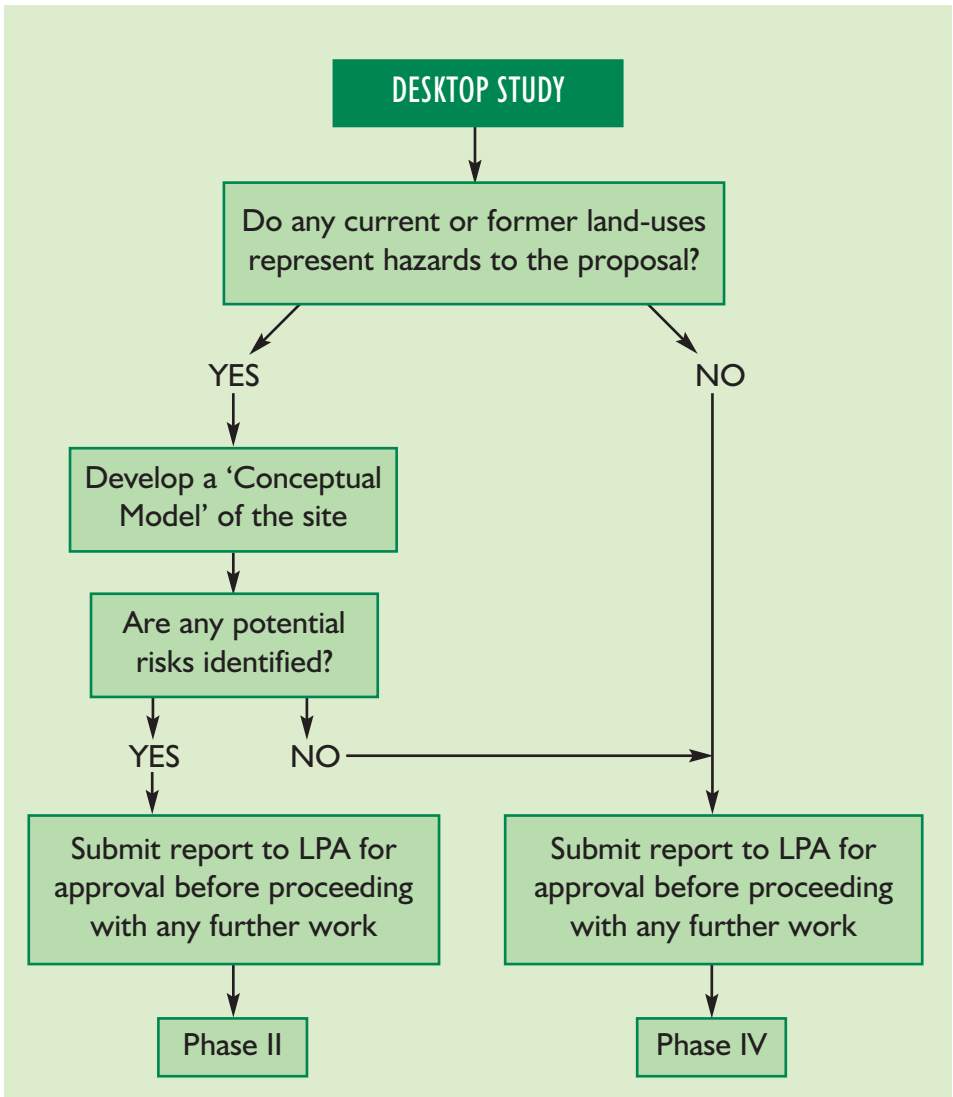 DESKTOP STUDY
Do any current or former land-uses
represent hazards to the proposal?
YES
NO
Develop a ‘Conceptual
Model’ of the site
Are any potential
risks identified?
YES
NO
Submit report to LPA for
approval before proceeding
with any further work
Submit report to LPA for
approval before proceeding
with any further work
Phase II
Phase IV